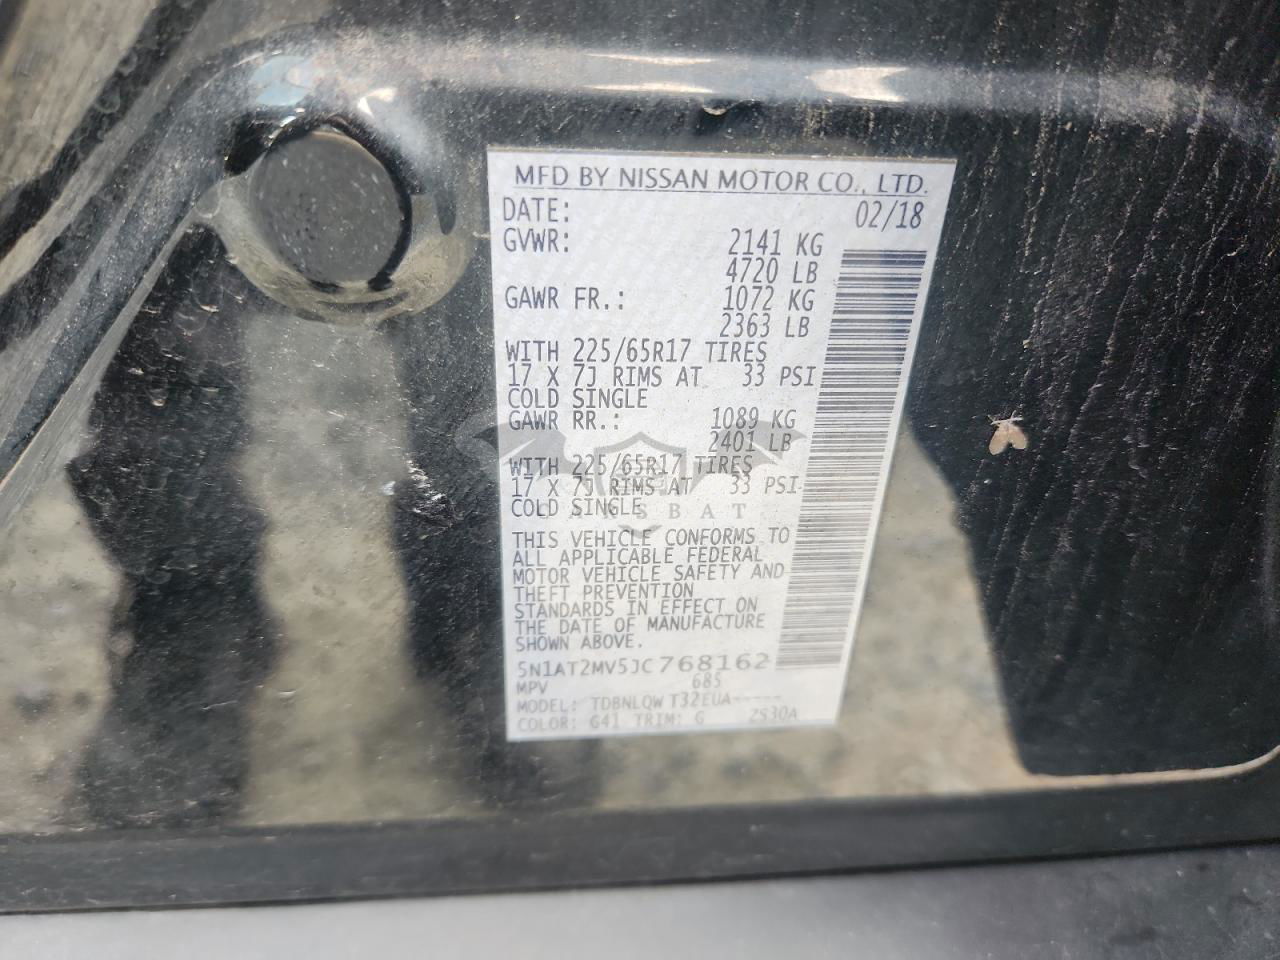 MFD BY NISSAN MOTOR CO., LTD.
DATE: 02/18
GVWR: 2141 KG
4720 LB
GAWR FR.: 1072 KG
2363 LB
WITH 225/65R17 TIRES
17 X 7J RIMS AT 33 PSI
COLD SINGLE
GAWR RR.: 1089 KG
2401 LB
WITH 225/65R17 TIRES
17 X 7J RIMS AT 33 PSI
COLD SINGLE
THIS VEHICLE CONFORMS TO
ALL APPLICABLE FEDERAL
MOTOR VEHICLE SAFETY AND
THEFT PREVENTION
STANDARDS IN EFFECT ON
THE DATE OF MANUFACTURE
SHOWN ABOVE.
5N1AT2MV5JC768162
MPV 685
MODEL: TDBNLQW T32EUA-----
COLOR: G41 TRIM: G ZS30A